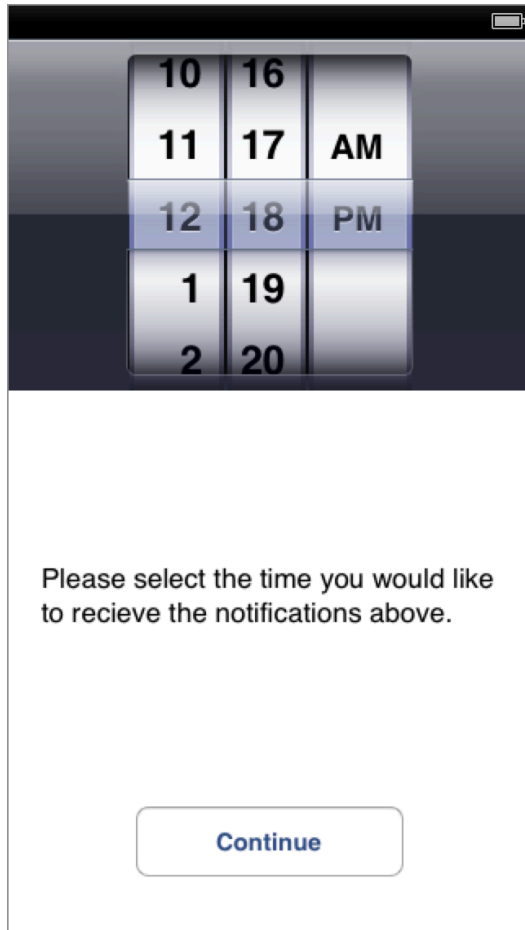 10 16
11 17 AM
12 18 PM
1 19
2 20
Please select the time you would like
to recieve the notifications above.
Continue